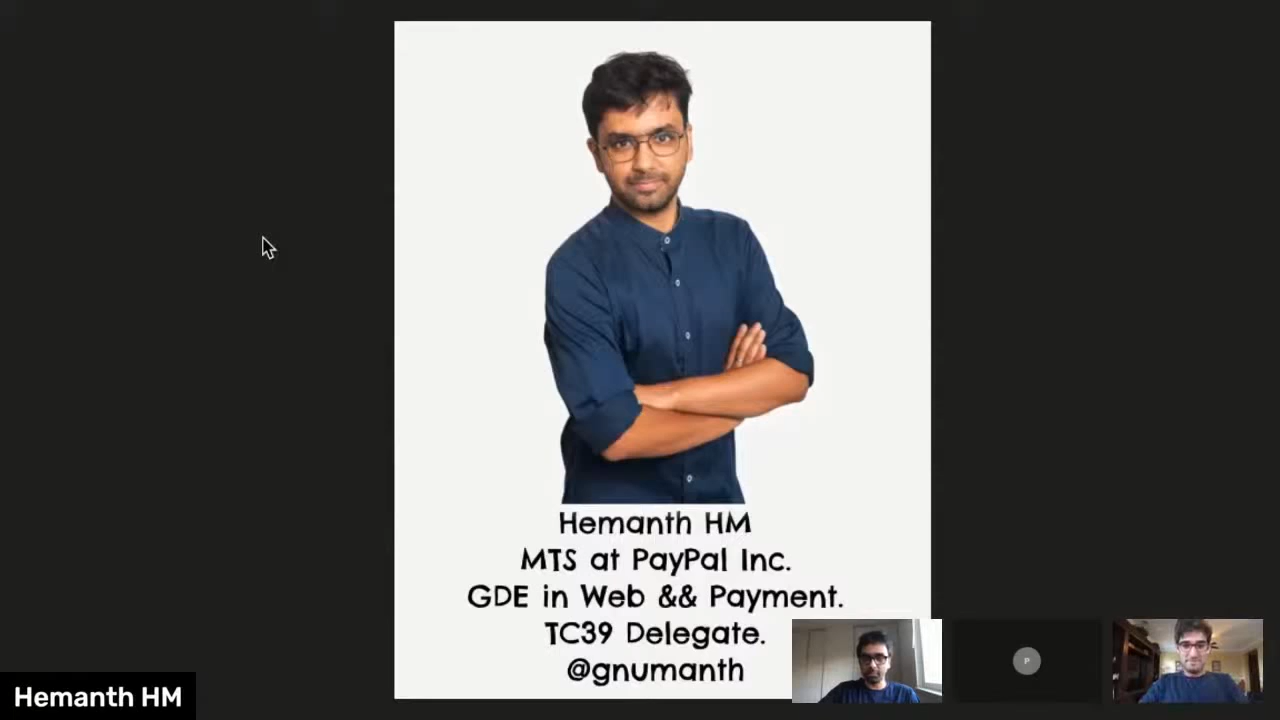 Hemanth HM
MTS at PayPal Inc.
GDE in Web && Payment.
TC39 Delegate.
@gnumanth
Hemanth HM
P